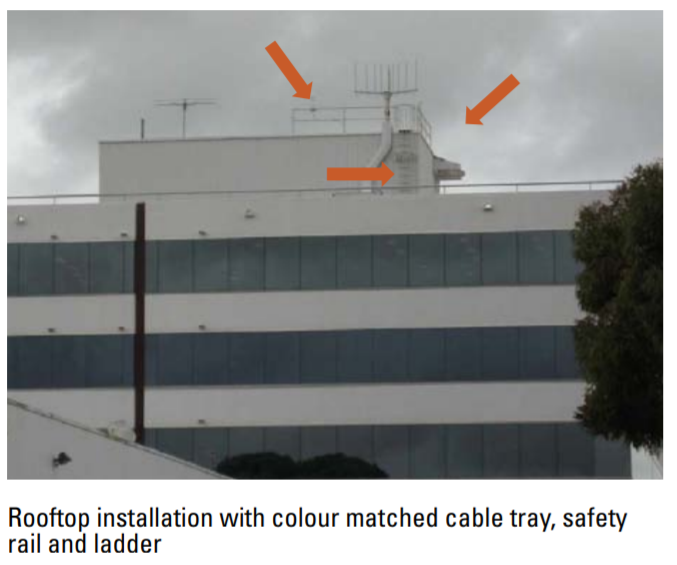 Rooftop installation with colour matched cable tray, safety
rail and ladder